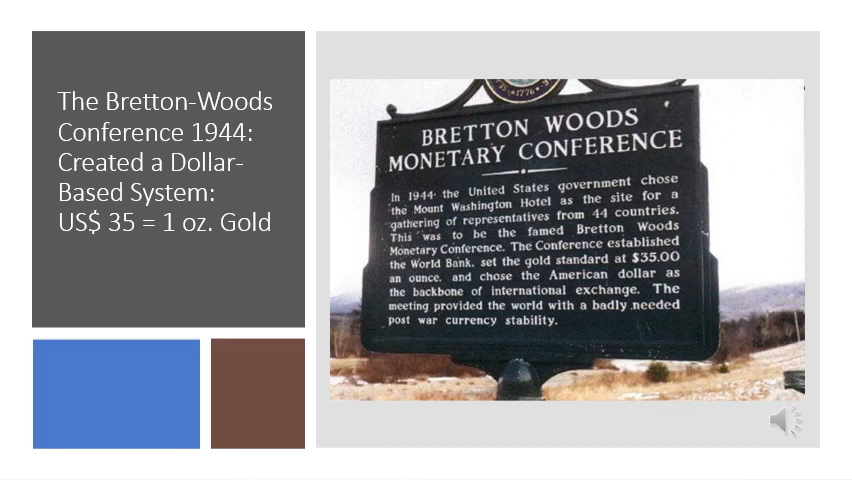 The Bretton-Woods
Conference 1944:
Created a Dollar-
Based System:
US$ 35 = 1 oz. Gold
1776
BRETTON WOODS
MONETARY CONFERENCE
In 1944 the United States government chose
the Mount Washington Hotel as the site for a
gathering of representatives from 44 countries.
This was to be the famed Bretton Woods
Monetary Conference. The Conference established
the World Bank, set the gold standard at $35.00
an ounce, and chose the American dollar as
the backbone of international exchange. The
meeting provided the world with a badly needed
post war currency stability.